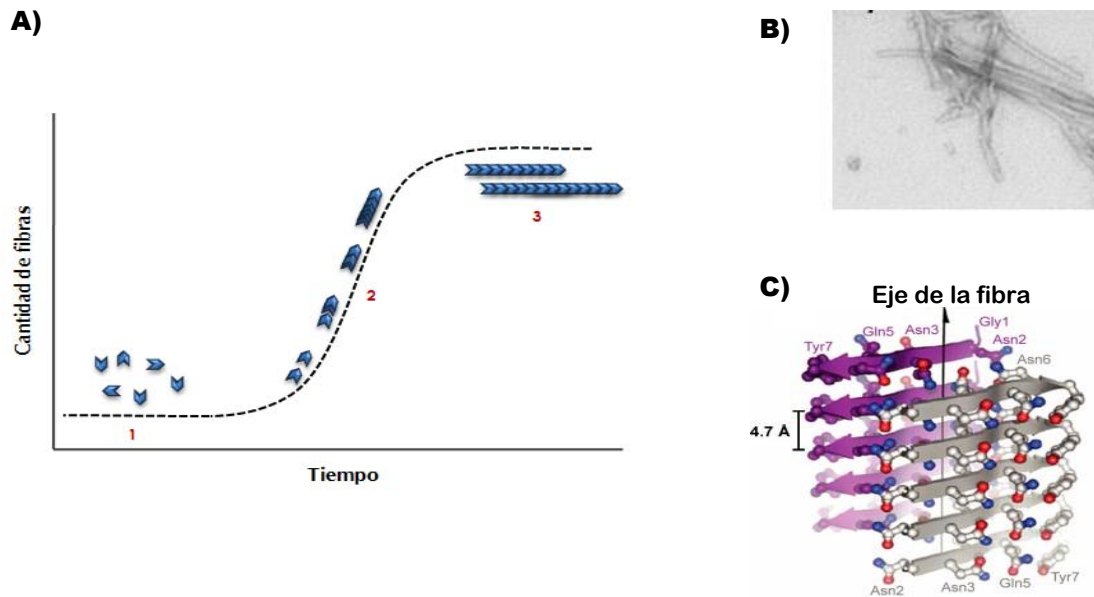 A)
Cantidad de fibras
1
2
3
Tiempo
B)
C)
Eje de la fibra
Tyr7
Gln5
Asn3
Gly1
Asn2
Asn6
4.7 Å
Asn2
Asn3
Gln5
Tyr7